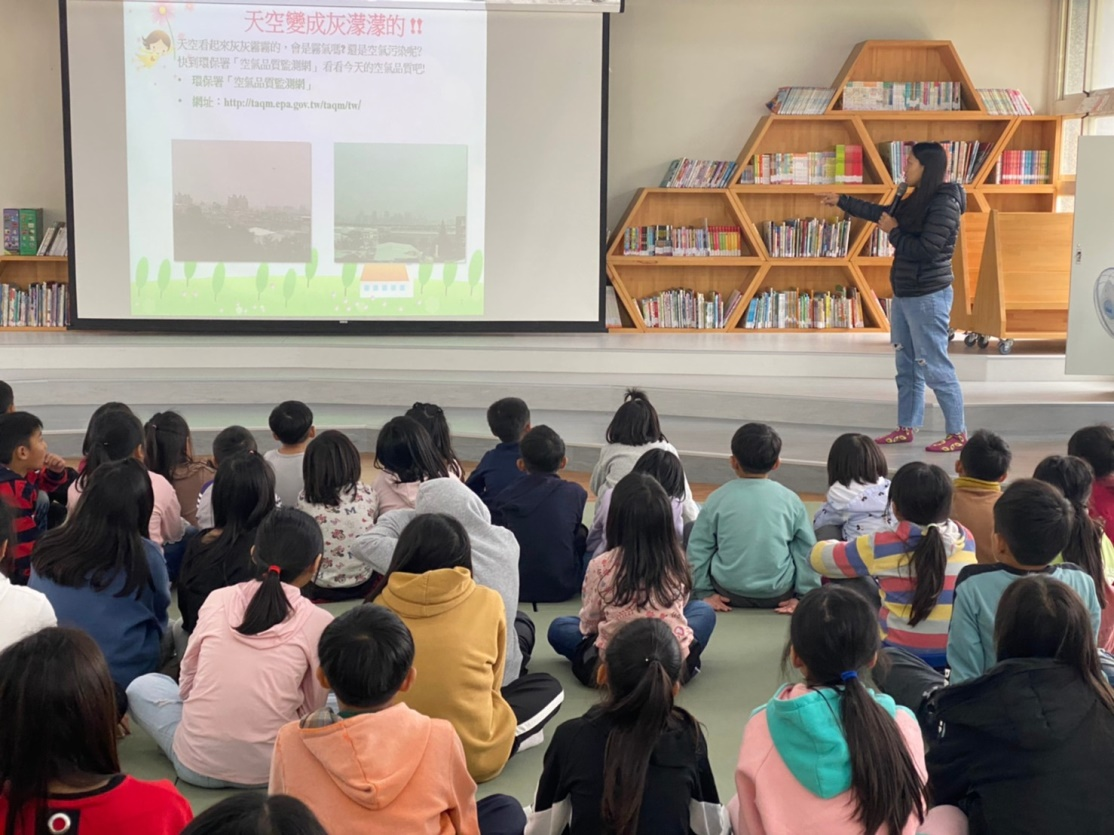 天空變成灰濛濛的!!
天空看起來灰灰霧霧的，會是霧氣嗎? 還是空氣污染呢?
快到環保署「空氣品質監測網」看看今天的空氣品質吧!
• 環保署「空氣品質監測網」
• 網址：http://taqm.epa.gov.tw/taqm/tw/